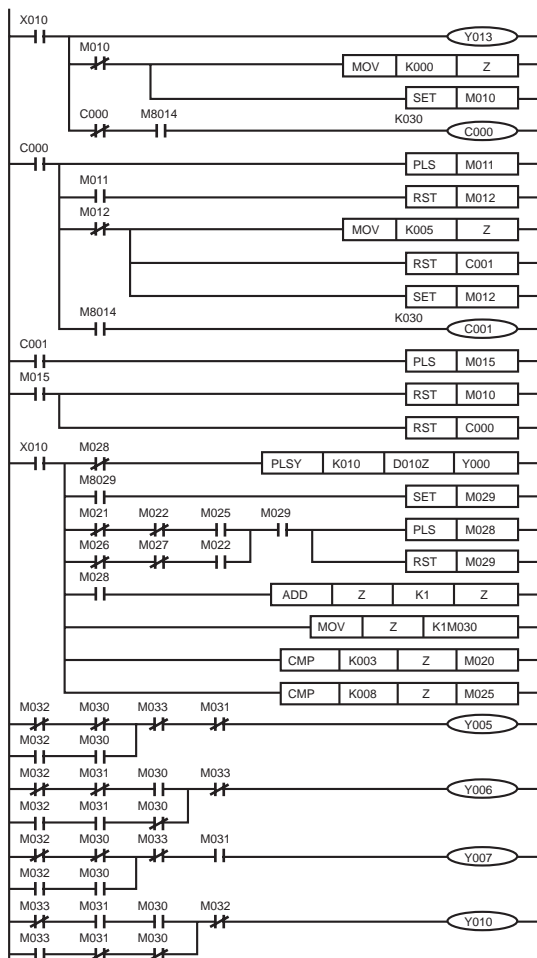 X010
Y013
M010
MOV K000 Z
SET M010
C000 M8014 K030
C000
C000
PLS M011
M011
RST M012
M012
MOV K005 Z
RST C001
SET M012
M8014 K030
C001
C001
PLS M015
M015
RST M010
RST C000
X010 M028
PLSY K010 D010Z Y000
M8029
SET M029
M021 M022 M025 M029
PLS M028
M026 M027 M022
RST M029
M028
ADD Z K1 Z
MOV Z K1M030
CMP K003 Z M020
CMP K008 Z M025
M032 M030 M033 M031
Y005
M032 M030
M032 M031 M030 M033
Y006
M032 M031 M030
M032 M030 M033 M031
Y007
M032 M030
M033 M031 M030 M032
Y010
M033 M031 M030